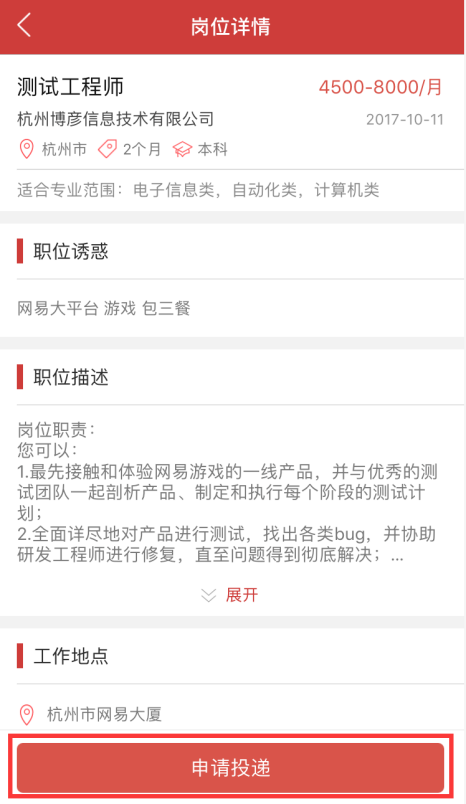 岗位详情
测试工程师 4500-8000/月
杭州博彦信息技术有限公司 2017-10-11
杭州市 2个月 本科
适合专业范围：电子信息类，自动化类，计算机类
职位诱惑
网易大平台 游戏 包三餐
职位描述
岗位职责：
您可以：
1.最先接触和体验网易游戏的一线产品，并与优秀的测
试团队一起剖析产品、制定和执行每个阶段的测试计
划；
2.全面详尽地对产品进行测试，找出各类bug，并协助
研发工程师进行修复，直至问题得到彻底解决；...
展开
工作地点
杭州市网易大厦
申请投递